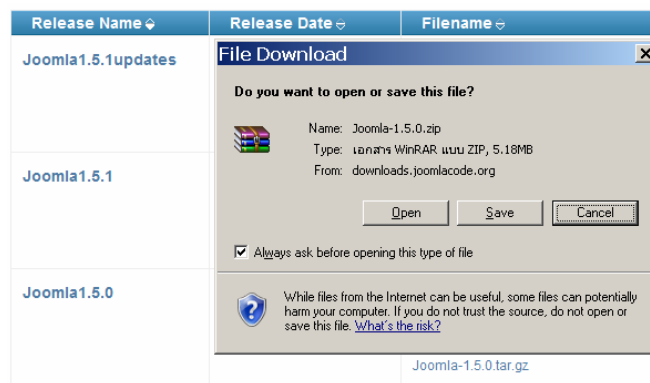 Release Name Release Date Filename
Joomla1.5.1updates
File Download
Do you want to open or save this file?
Name: Joomla-1.5.0.zip
Type: เอกสาร WinRAR แบบ ZIP, 5.18MB
From: downloads.joomlacode.org
Joomla1.5.1
Open Save Cancel
Always ask before opening this type of file
Joomla1.5.0
While files from the Internet can be useful, some files can potentially
harm your computer. If you do not trust the source, do not open or
save this file. What's the risk?
Joomla-1.5.0.tar.gz